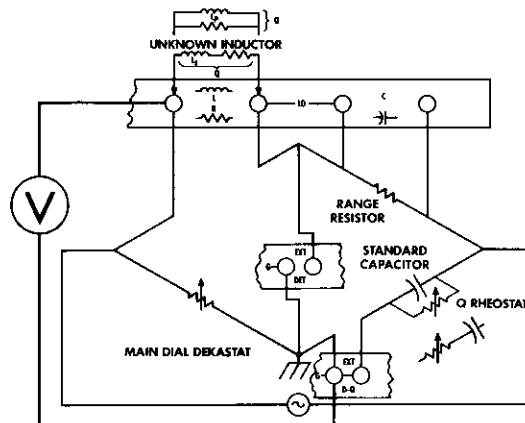 Lp
Q
UNKNOWN INDUCTOR
Ls
Q
L
R
LO
C
V
RANGE
RESISTOR
EXT
G
DET
STANDARD
CAPACITOR
Q RHEOSTAT
MAIN DIAL DEKASTAT
EXT
G
D-Q